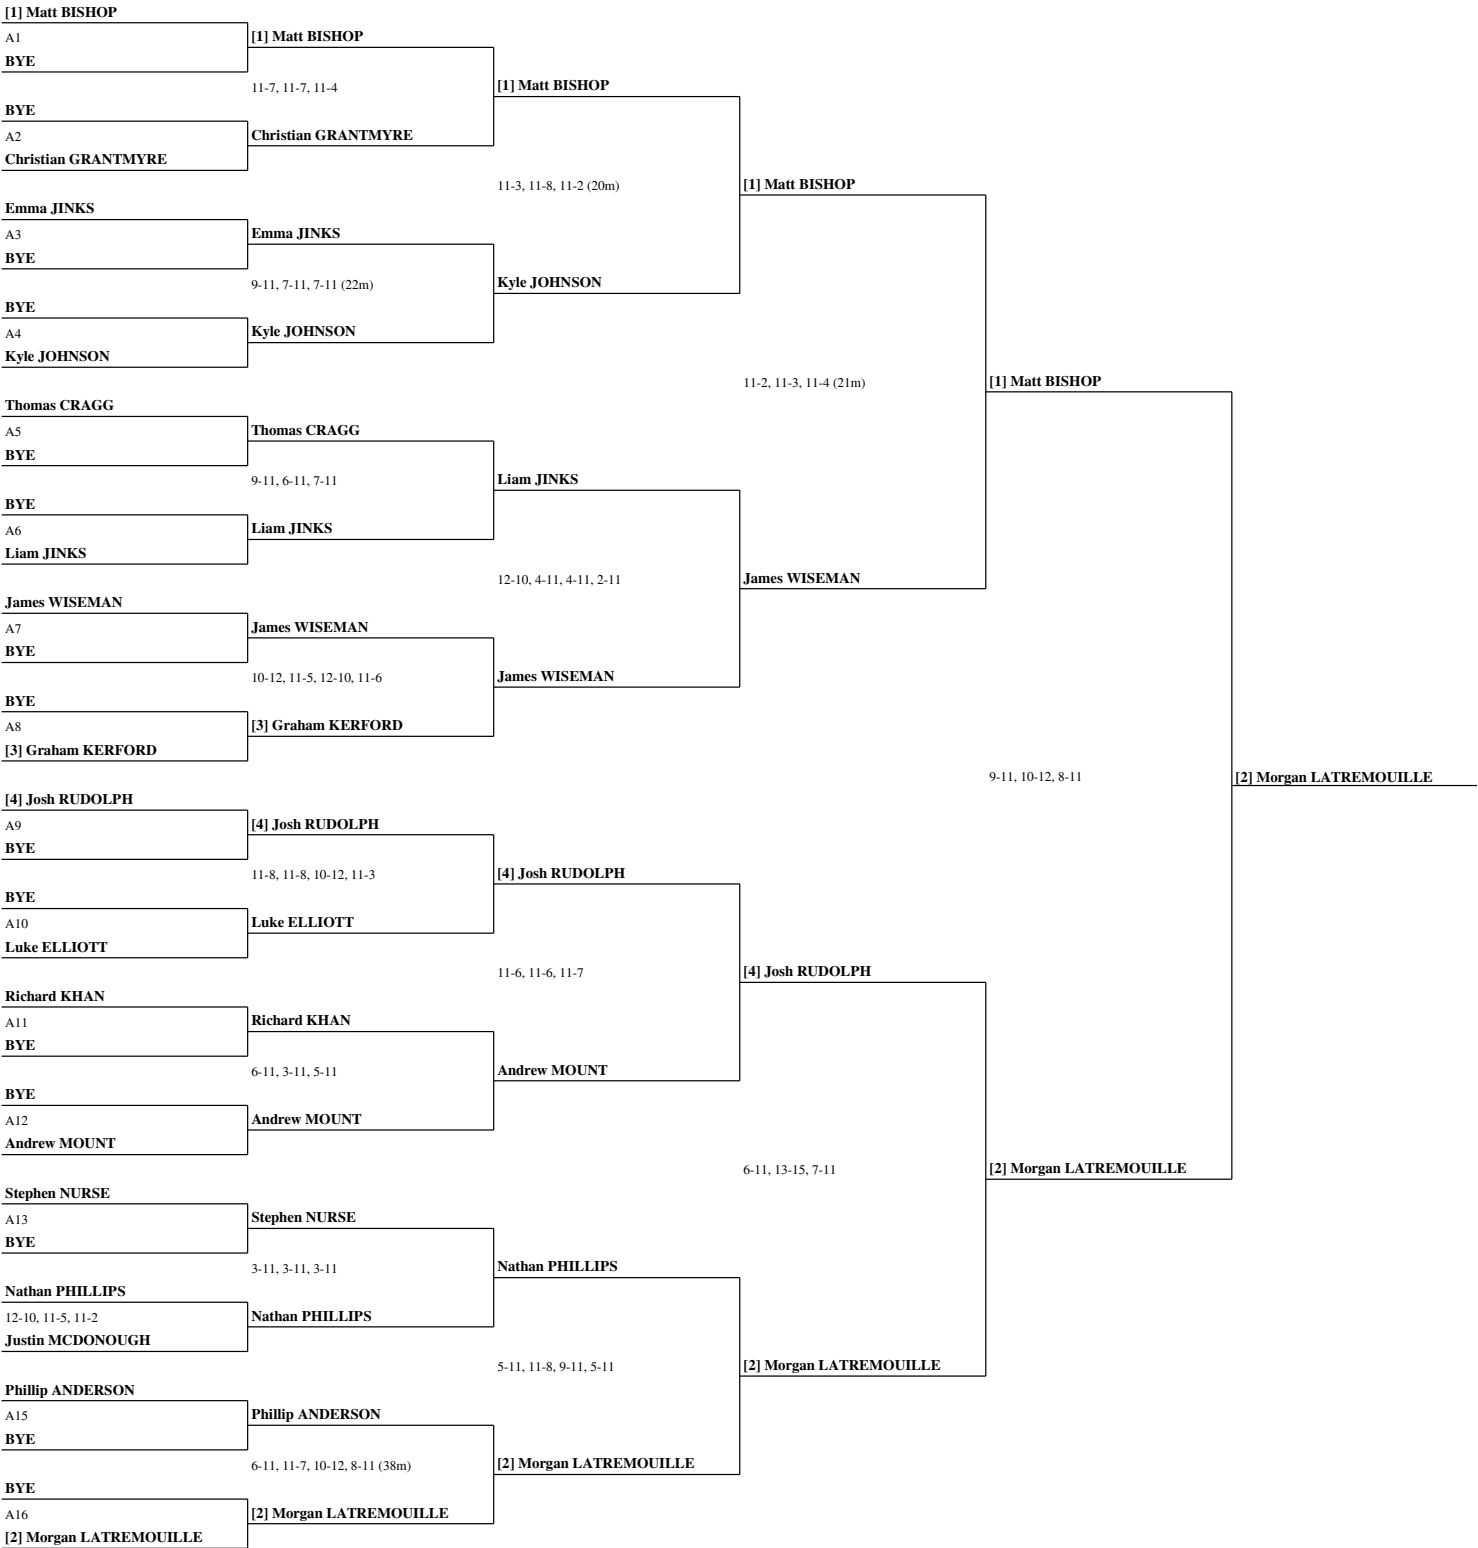 [1] Matt BISHOP
A1
BYE
BYE
A2
Christian GRANTMYRE
Emma JINKS
A3
BYE
BYE
A4
Kyle JOHNSON
Thomas CRAGG
A5
BYE
BYE
A6
Liam JINKS
James WISEMAN
A7
BYE
BYE
A8
[3] Graham KERFORD
[4] Josh RUDOLPH
A9
BYE
BYE
A10
Luke ELLIOTT
Richard KHAN
A11
BYE
BYE
A12
Andrew MOUNT
Stephen NURSE
A13
BYE
Nathan PHILLIPS
12-10, 11-5, 11-2
Justin MCDONOUGH
Phillip ANDERSON
A15
BYE
BYE
A16
[2] Morgan LATREMOUILLE
[1] Matt BISHOP
11-7, 11-7, 11-4
Christian GRANTMYRE
Emma JINKS
9-11, 7-11, 7-11 (22m)
Kyle JOHNSON
Thomas CRAGG
9-11, 6-11, 7-11
Liam JINKS
James WISEMAN
10-12, 11-5, 12-10, 11-6
[3] Graham KERFORD
[4] Josh RUDOLPH
11-8, 11-8, 10-12, 11-3
Luke ELLIOTT
Richard KHAN
6-11, 3-11, 5-11
Andrew MOUNT
Stephen NURSE
3-11, 3-11, 3-11
Nathan PHILLIPS
Phillip ANDERSON
6-11, 11-7, 10-12, 8-11 (38m)
[2] Morgan LATREMOUILLE
[1] Matt BISHOP
11-3, 11-8, 11-2 (20m)
Kyle JOHNSON
Liam JINKS
12-10, 4-11, 4-11, 2-11
James WISEMAN
[4] Josh RUDOLPH
11-6, 11-6, 11-7
Andrew MOUNT
Nathan PHILLIPS
5-11, 11-8, 9-11, 5-11
[2] Morgan LATREMOUILLE
[1] Matt BISHOP
11-2, 11-3, 11-4 (21m)
James WISEMAN
[4] Josh RUDOLPH
6-11, 13-15, 7-11
[2] Morgan LATREMOUILLE
[1] Matt BISHOP
9-11, 10-12, 8-11
[2] Morgan LATREMOUILLE
[2] Morgan LATREMOUILLE